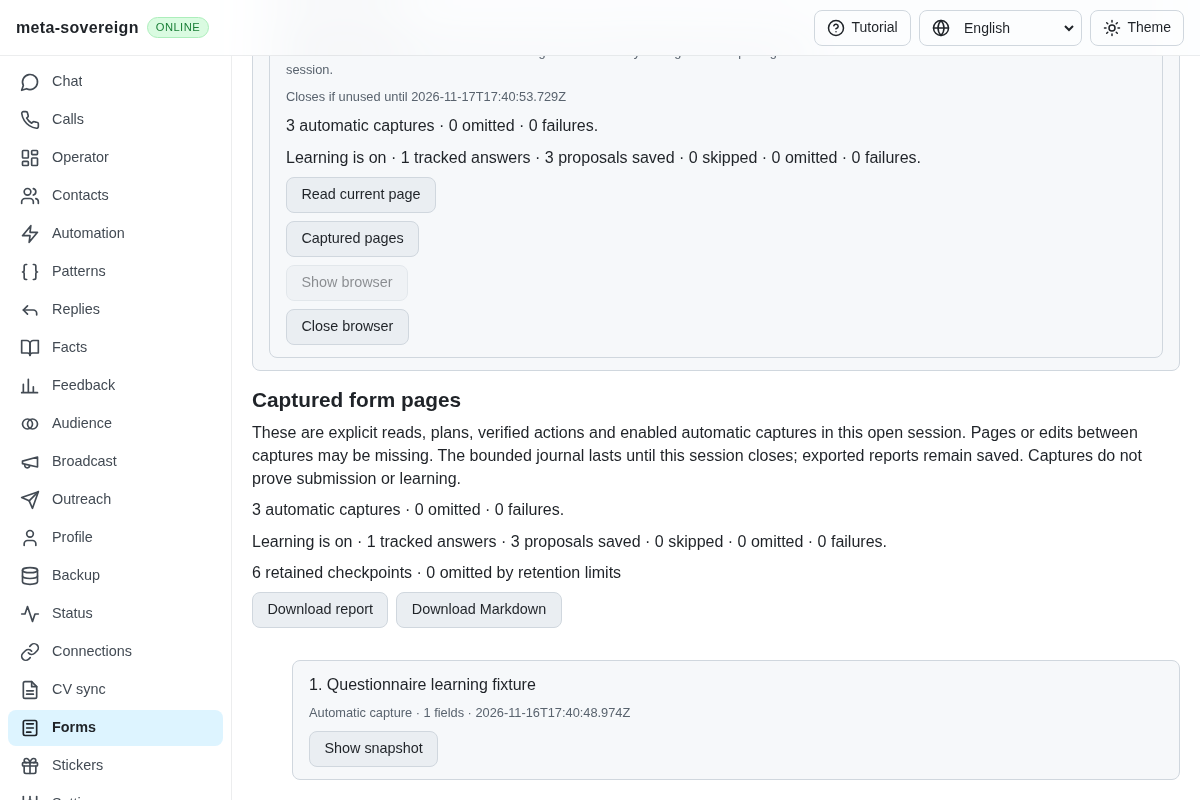 meta-sovereign
ONLINE
Tutorial
English
Theme
Chat
Calls
Operator
Contacts
Automation
Patterns
Replies
Facts
Feedback
Audience
Broadcast
Outreach
Profile
Backup
Status
Connections
CV sync
Forms
Stickers
session.
Closes if unused until 2026-11-17T17:40:53.729Z
3 automatic captures · 0 omitted · 0 failures.
Learning is on · 1 tracked answers · 3 proposals saved · 0 skipped · 0 omitted · 0 failures.
Read current page
Captured pages
Show browser
Close browser
Captured form pages
These are explicit reads, plans, verified actions and enabled automatic captures in this open session. Pages or edits between
captures may be missing. The bounded journal lasts until this session closes; exported reports remain saved. Captures do not
prove submission or learning.
3 automatic captures · 0 omitted · 0 failures.
Learning is on · 1 tracked answers · 3 proposals saved · 0 skipped · 0 omitted · 0 failures.
6 retained checkpoints · 0 omitted by retention limits
Download report
Download Markdown
1. Questionnaire learning fixture
Automatic capture · 1 fields · 2026-11-16T17:40:48.974Z
Show snapshot